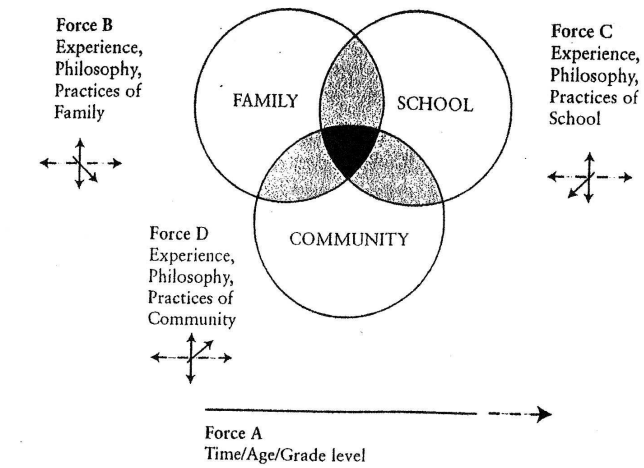 Force B
Experience,
Philosophy,
Practices of
Family
FAMILY
SCHOOL
Force C
Experience,
Philosophy,
Practices of
School
Force D
Experience,
Philosophy,
Practices of
Community
COMMUNITY
Force A
Time/Age/Grade level